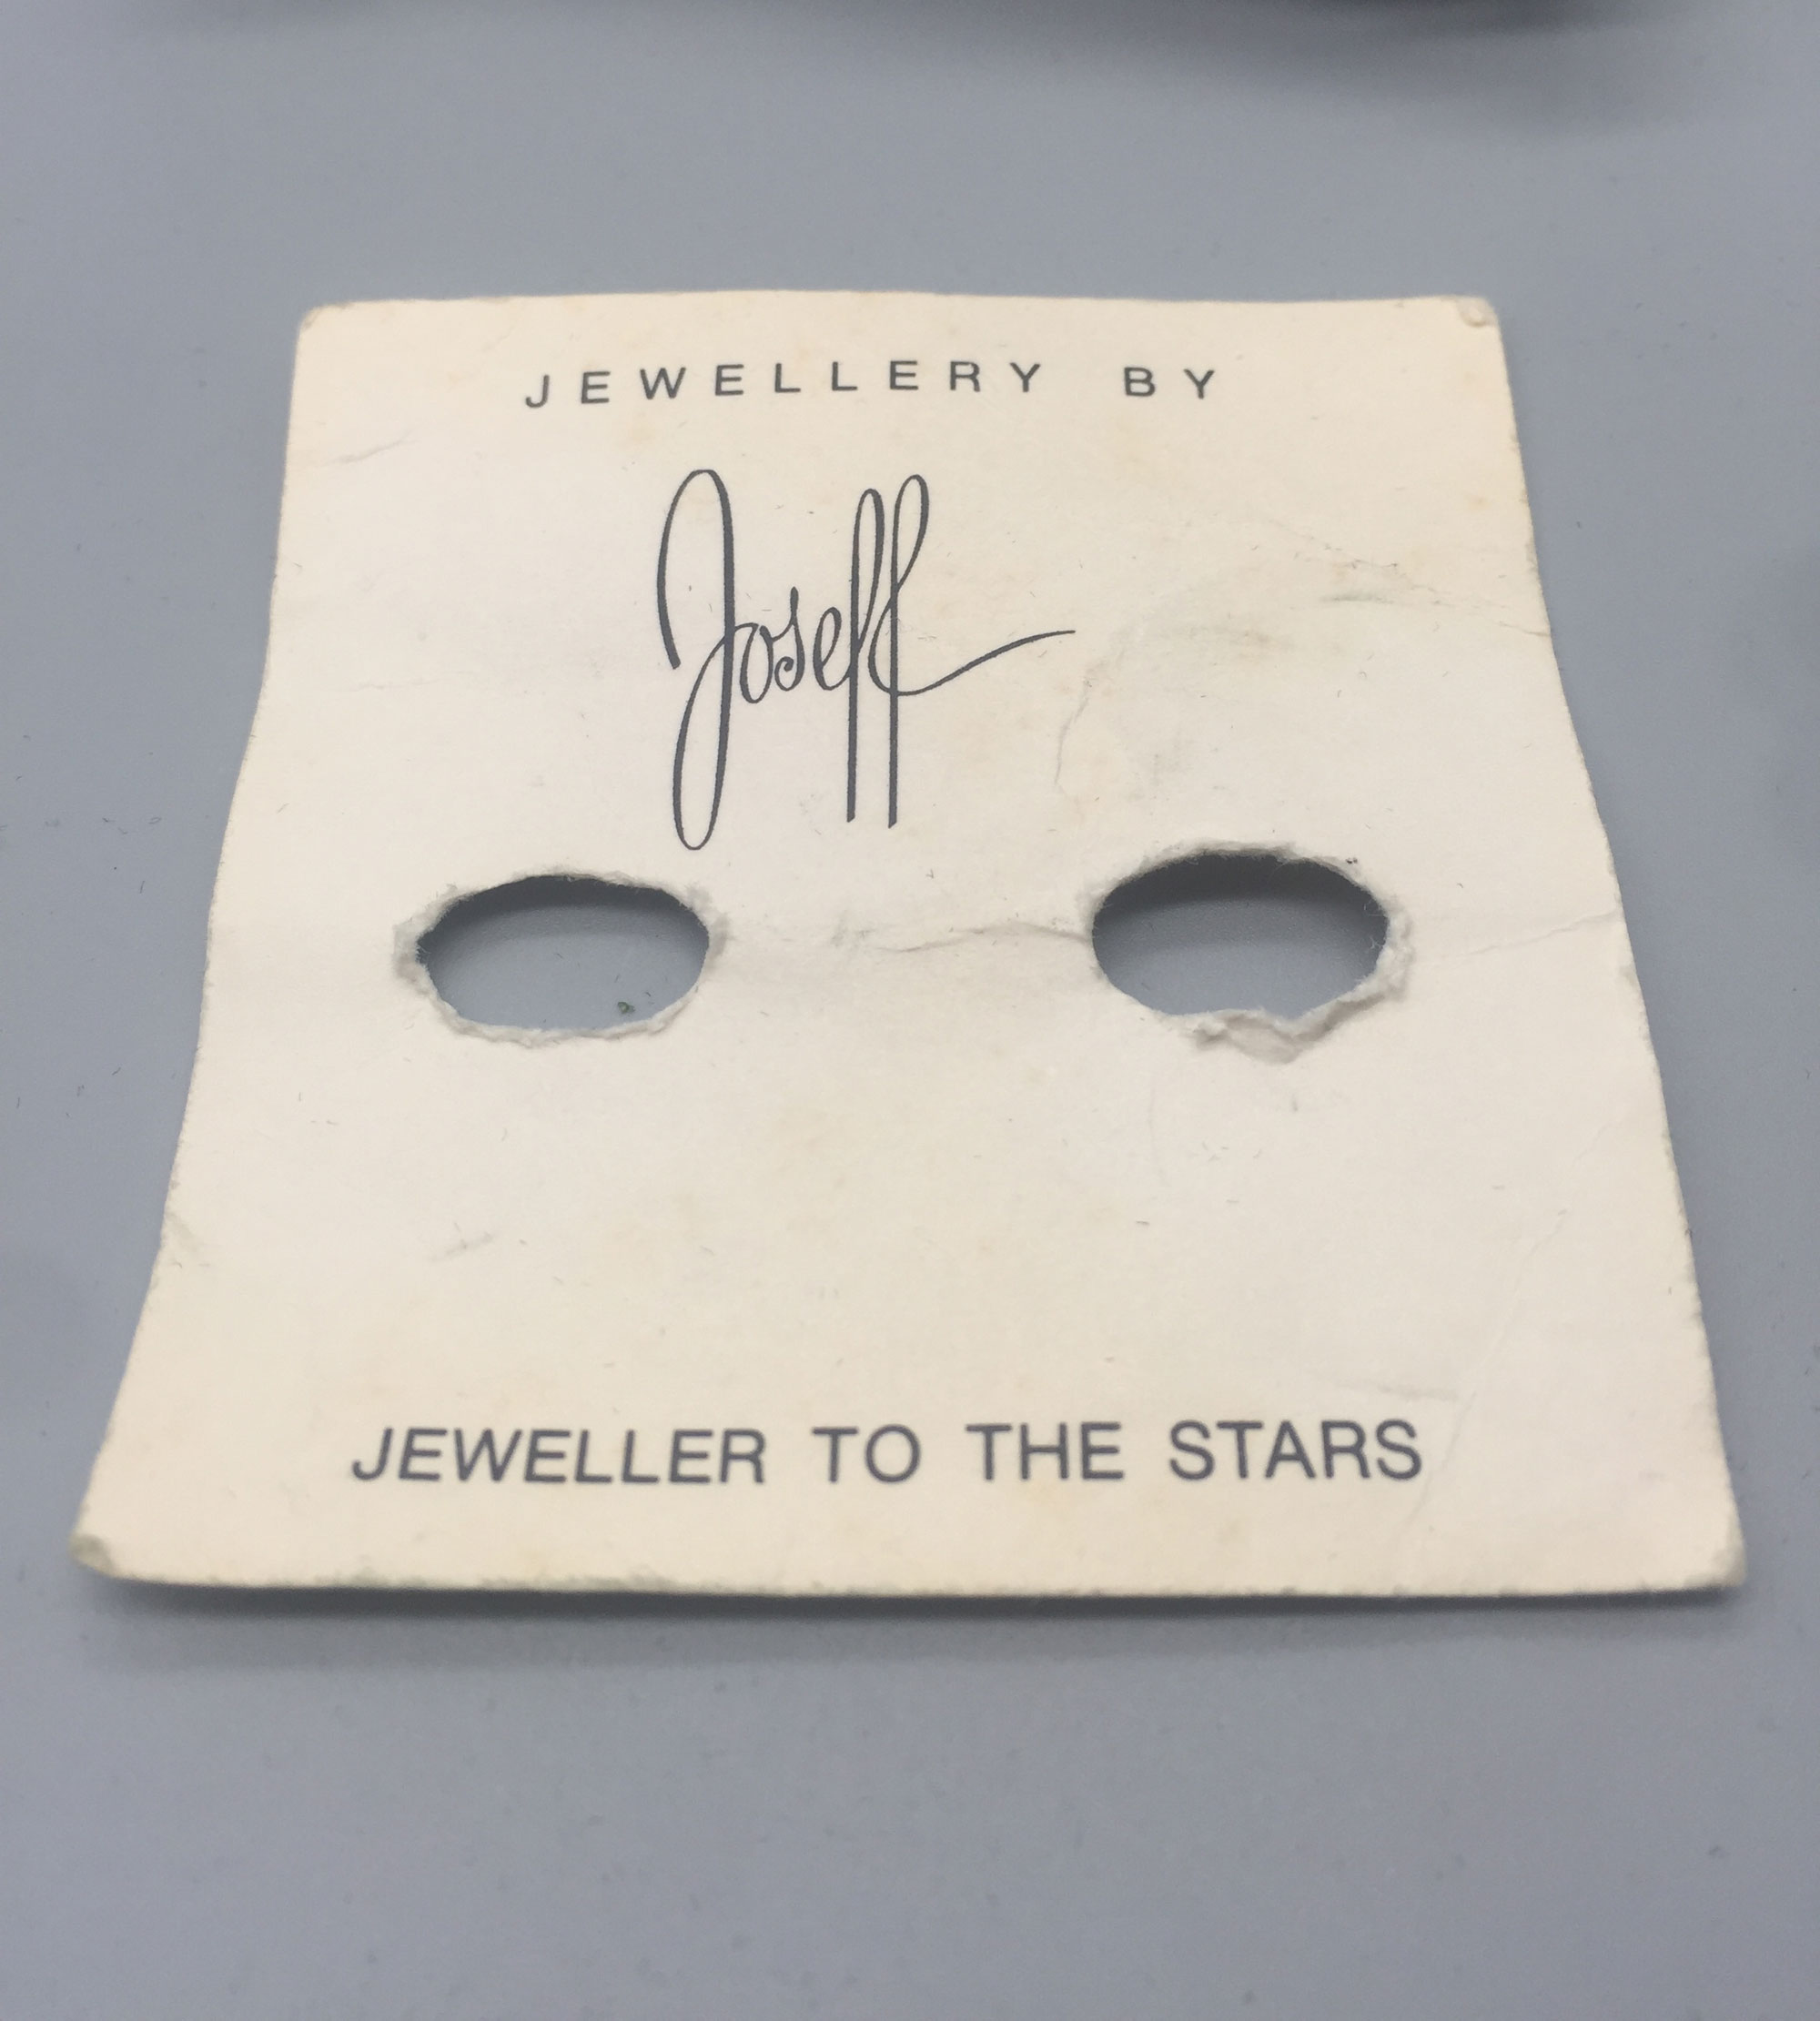 JEWELLERY BY
Joseff
JEWELLER TO THE STARS